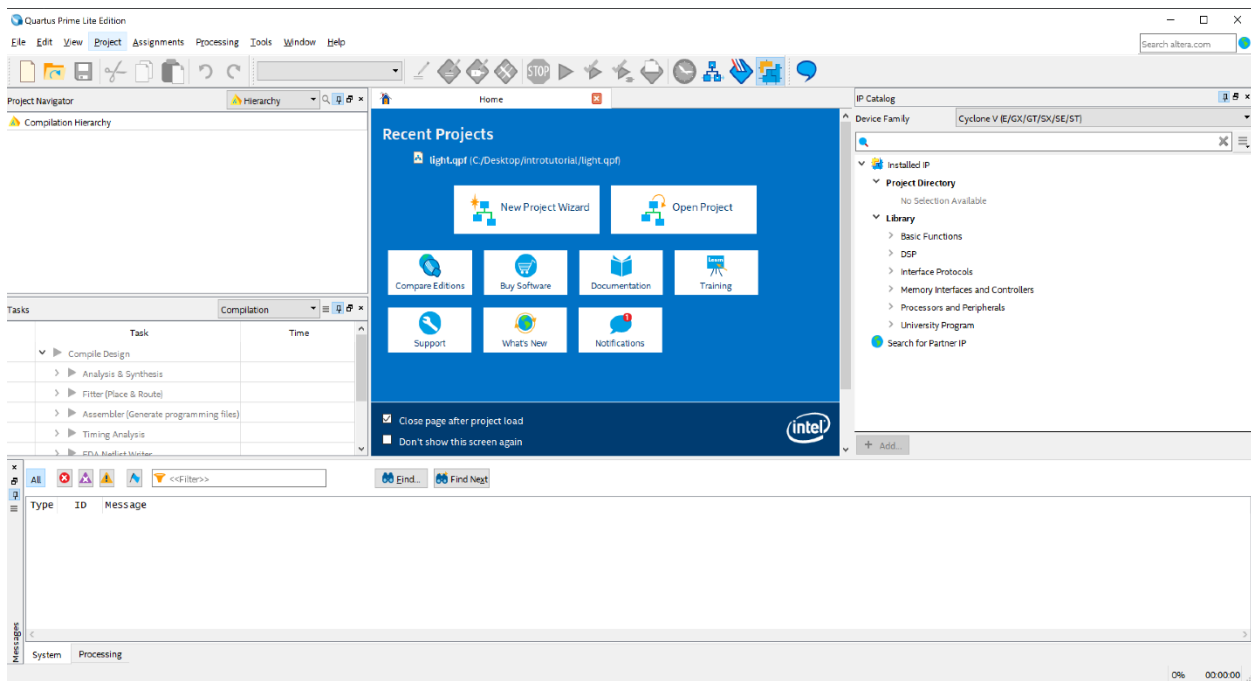 Quartus Prime Lite Edition
File Edit View Project Assignments Processing Tools Window Help
Search altera.com
STOP
Project Navigator
Hierarchy
Compilation Hierarchy
Tasks
Compilation
Task Time
Compile Design
Analysis & Synthesis
Fitter (Place & Route)
Assembler (Generate programming files)
Timing Analysis
EDA Netlist Writer
Home
Recent Projects
light.qpf (C:/Desktop/introtutorial/light.qpf)
New Project Wizard
Open Project
Compare Editions
Buy Software
Documentation
Learn
Training
Support
What's New
1
Notifications
Close page after project load
Don't show this screen again
intel
IP Catalog
Device Family
Cyclone V (E/GX/GT/SX/SE/ST)
Installed IP
Project Directory
No Selection Available
Library
Basic Functions
DSP
Interface Protocols
Memory Interfaces and Controllers
Processors and Peripherals
University Program
Search for Partner IP
+ Add...
All
<<Filter>>
Find...
Find Next
Type ID Message
Messages
System Processing
0% 00:00:00